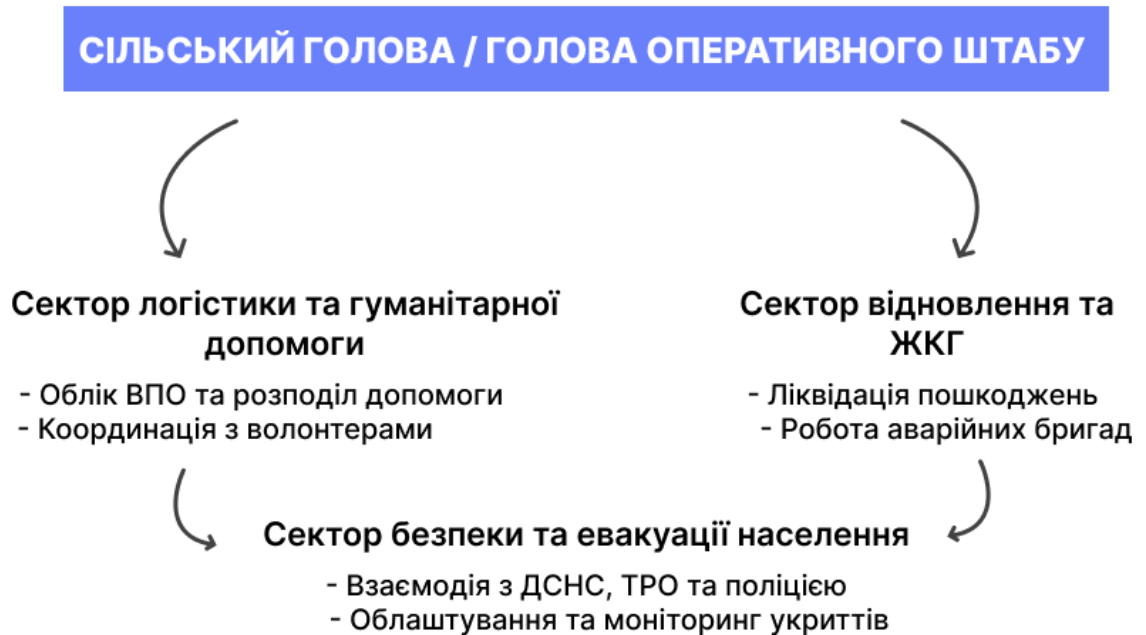 СІЛЬСЬКИЙ ГОЛОВА / ГОЛОВА ОПЕРАТИВНОГО ШТАБУ
Сектор логістики та гуманітарної
допомоги
- Облік ВПО та розподіл допомоги
- Координація з волонтерами
Сектор відновлення та
ЖКГ
- Ліквідація пошкоджень
- Робота аварійних бригад
Сектор безпеки та евакуації населення
- Взаємодія з ДСНС, ТРО та поліцією
- Облаштування та моніторинг укриттів